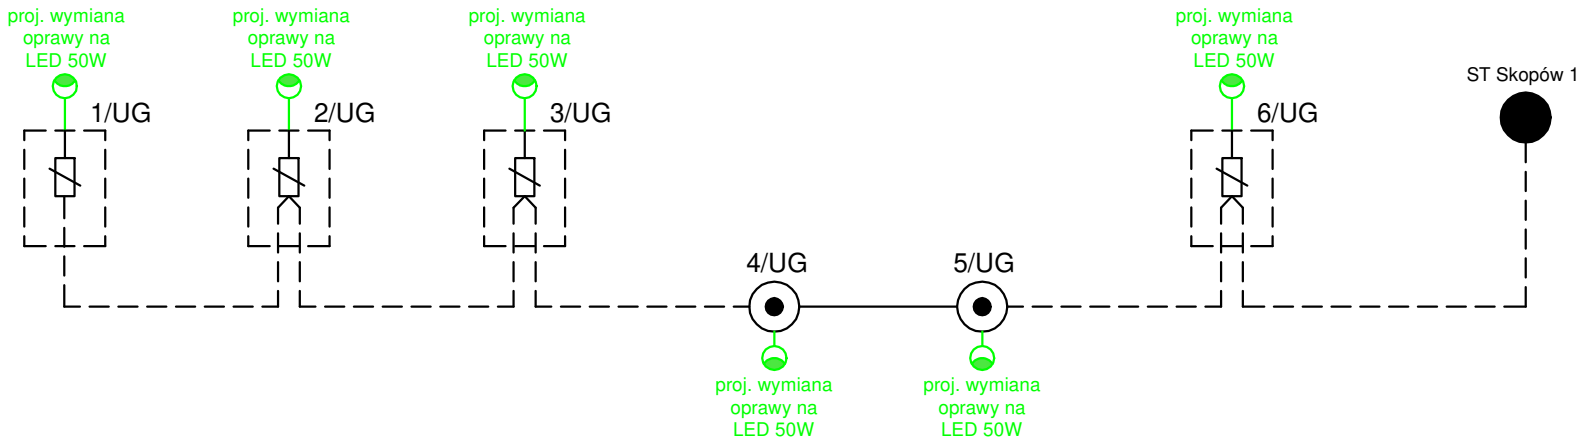 proj. wymiana
oprawy na
LED 50W
proj. wymiana
oprawy na
LED 50W
proj. wymiana
oprawy na
LED 50W
proj. wymiana
oprawy na
LED 50W
ST Skopów 1
1/UG
2/UG
3/UG
6/UG
4/UG
5/UG
proj. wymiana
oprawy na
LED 50W
proj. wymiana
oprawy na
LED 50W